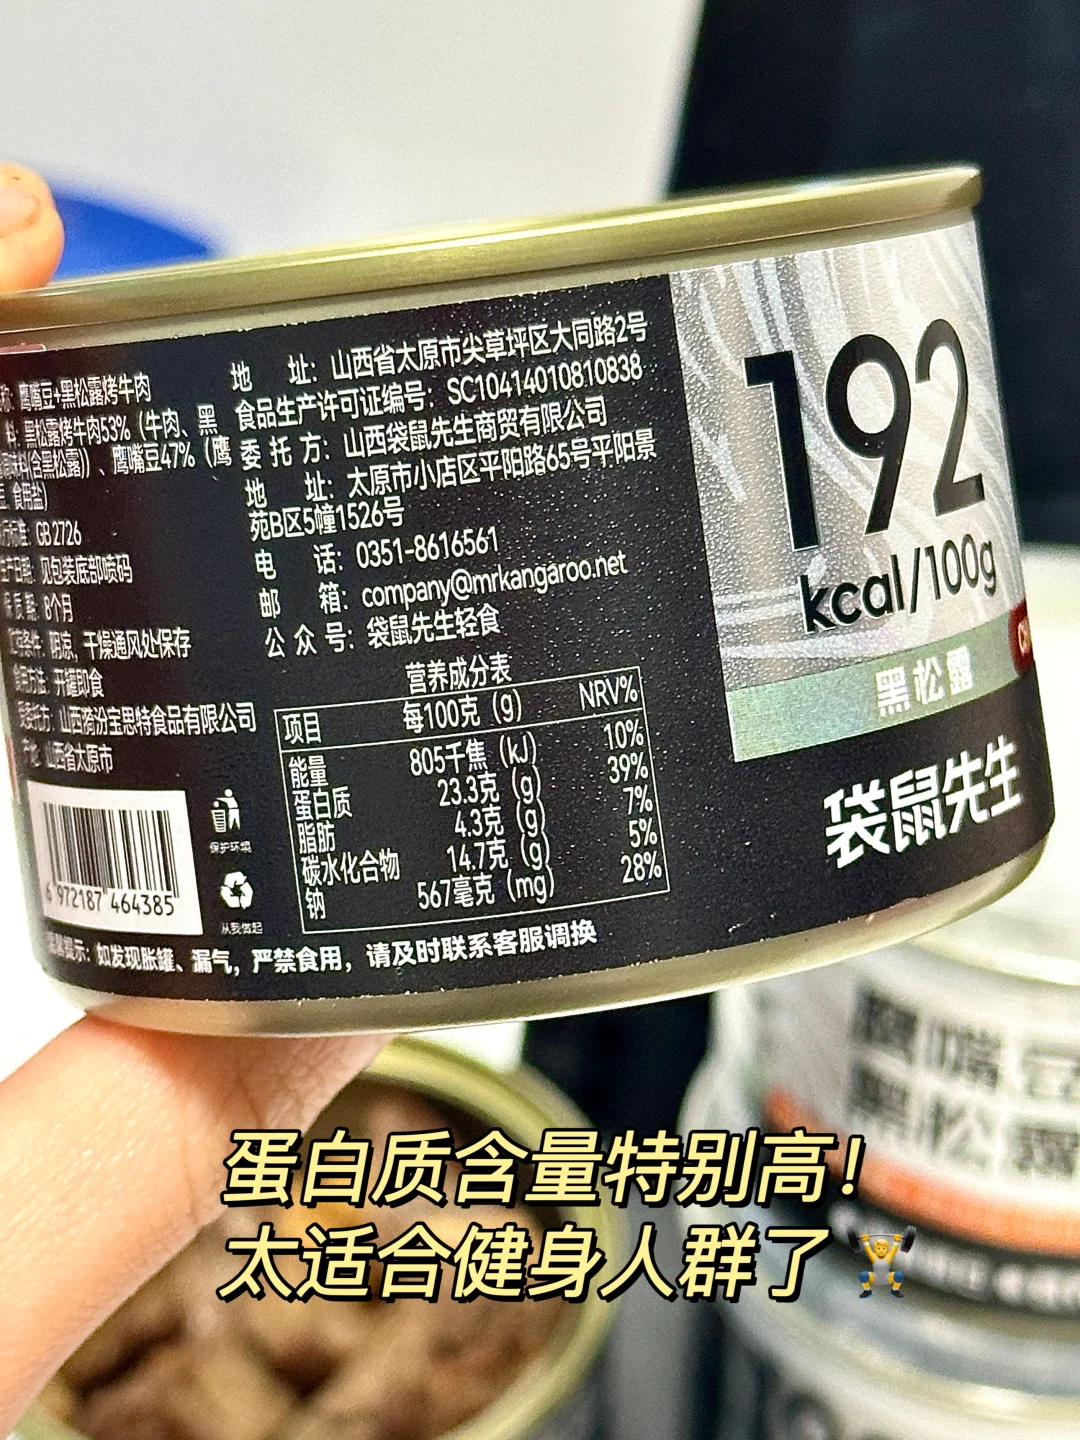 鹰嘴豆+黑松露烤牛肉
黑松露烤牛肉53%（牛肉、黑
料(含黑松露)）、鹰嘴豆47%（鹰
食用盐)
GB 2726
见包装底部喷码
8个月
阴凉，干燥通风处保存
开罐即食
山西漪汾宝思特食品有限公司
山西省太原市
地 址：山西省太原市尖草坪区大同路2号
食品生产许可证编号：SC10414010810838
委 托 方：山西袋鼠先生商贸有限公司
地 址：太原市小店区平阳路65号平阳景
苑B区5幢1526号
电 话：0351-8616561
邮 箱：company@mrkangaroo.net
公 众 号：袋鼠先生轻食
营养成分表
项目 每100克（g） NRV%
能量 805千焦（kJ） 10%
蛋白质 23.3克（g） 39%
脂肪 4.3克（g） 7%
碳水化合物 14.7克（g） 5%
钠 567毫克（mg） 28%
6 972187 464385
保护环境
从我做起
提示：如发现胀罐、漏气，严禁食用，请及时联系客服调换
192
kcal/100g
黑松露
袋鼠先生
鹰嘴豆
黑松露
蛋白质含量特别高！
太适合健身人群了